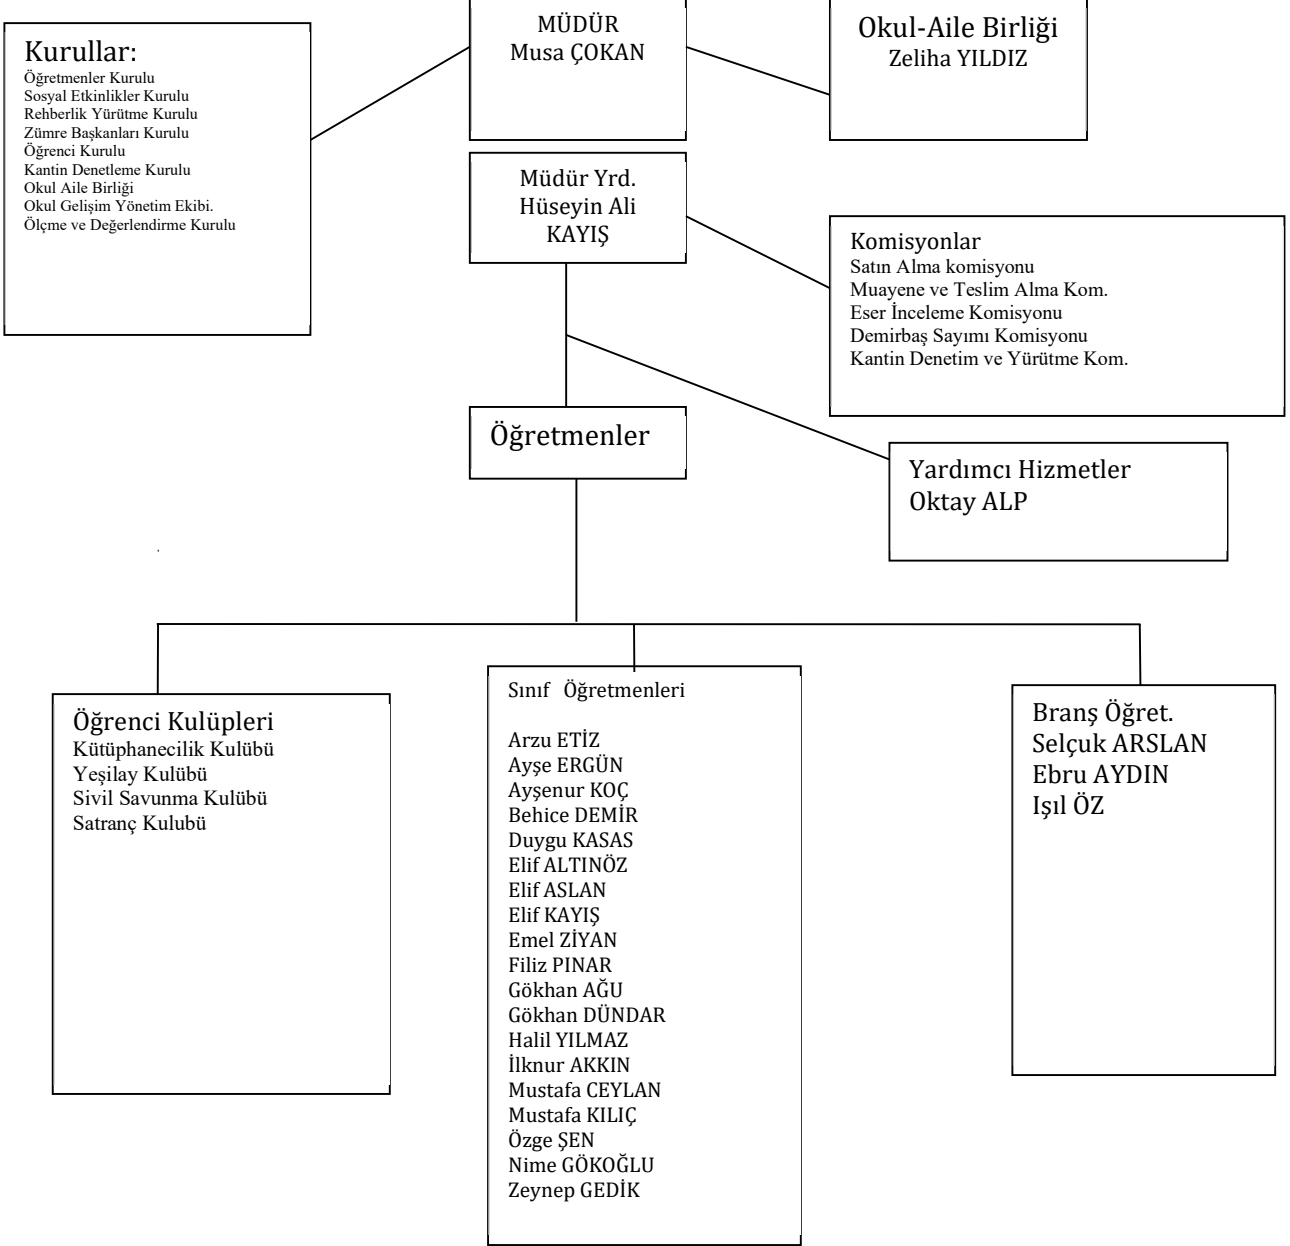 MÜDÜR
Musa ÇOKAN
Okul-Aile Birliği
Zeliha YILDIZ
Kurullar:
Öğretmenler Kurulu
Sosyal Etkinlikler Kurulu
Rehberlik Yürütme Kurulu
Zümre Başkanları Kurulu
Öğrenci Kurulu
Kantin Denetleme Kurulu
Okul Aile Birliği
Okul Gelişim Yönetim Ekibi.
Ölçme ve Değerlendirme Kurulu
Müdür Yrd.
Hüseyin Ali
KAYIŞ
Komisyonlar
Satın Alma komisyonu
Muayene ve Teslim Alma Kom.
Eser İnceleme Komisyonu
Demirbaş Sayımı Komisyonu
Kantin Denetim ve Yürütme Kom.
Öğretmenler
Yardımcı Hizmetler
Oktay ALP
Öğrenci Kulüpleri
Kütüphanecilik Kulübü
Yeşilay Kulübü
Sivil Savunma Kulübü
Satranç Kulubü
Sınıf Öğretmenleri
Arzu ETİZ
Ayşe ERGÜN
Ayşenur KOÇ
Behice DEMİR
Duygu KASAS
Elif ALTINÖZ
Elif ASLAN
Elif KAYIŞ
Emel ZİYAN
Filiz PINAR
Gökhan AĞU
Gökhan DÜNDAR
Halil YILMAZ
İlknur AKKIN
Mustafa CEYLAN
Mustafa KILIÇ
Özge ŞEN
Nime GÖKOĞLU
Zeynep GEDİK
Branş Öğret.
Selçuk ARSLAN
Ebru AYDIN
Işıl ÖZ